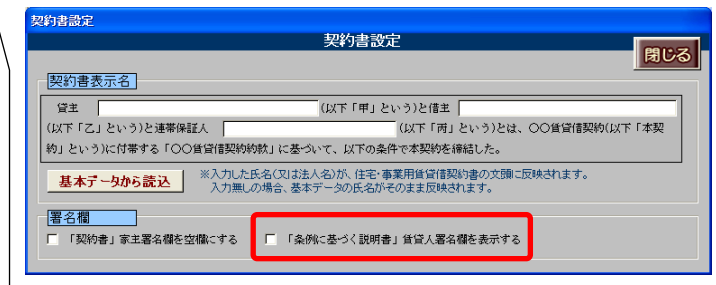 契約書設定
契約書設定
閉じる
契約書表示名
貸主 (以下「甲」という)と借主
(以下「乙」という)と連帯保証人 (以下「丙」という)とは、〇〇賃貸借契約(以下「本契
約」という)に付帯する「〇〇賃貸借契約約款」に基づいて、以下の条件で本契約を締結した。
基本データから読込
※入力した氏名(又は法人名)が、住宅・事業用賃貸借契約書の文頭に反映されます。
入力無しの場合、基本データの氏名がそのまま反映されます。
署名欄
「契約書」家主署名欄を空欄にする 「条例に基づく説明書」賃貸人署名欄を表示する